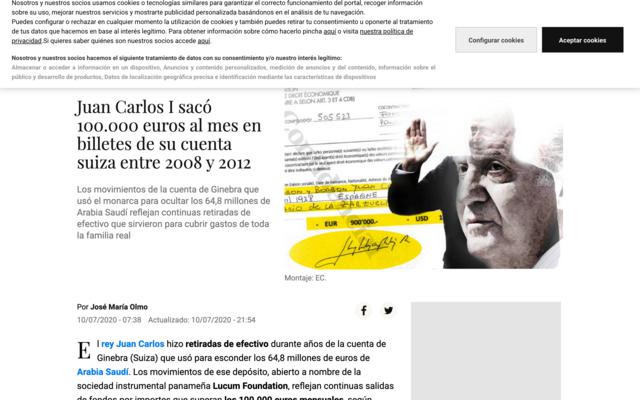 Nosotros y nuestros socios usamos cookies o tecnologías similares para garantizar el correcto funcionamiento del portal, recoger información
sobre su uso, mejorar nuestros servicios y mostrarte publicidad personalizada basándonos en el análisis de tu navegación.
Puedes configurar o rechazar en cualquier momento la utilización de cookies y también puedes retirar tu consentimiento u oponerte al tratamiento
de tus datos que hacemos en base al interés legítimo. Para obtener información sobre cómo hacerlo pincha aquí o visita nuestra política de
privacidad.Si quieres saber quiénes son nuestros socios accede aquí.
Nosotros y nuestros socios hacemos el siguiente tratamiento de datos con su consentimiento y/o nuestro interés legítimo:
Almacenar o acceder a información en un dispositivo, Anuncios y contenido personalizados, medición de anuncios y del contenido, información sobre el
público y desarrollo de productos, Datos de localización geográfica precisa e identificación mediante las características de dispositivos
Configurar cookies
Aceptar cookies
Juan Carlos I sacó
100.000 euros al mes en
billetes de su cuenta
suiza entre 2008 y 2012
Los movimientos de la cuenta de Ginebra que
usó el monarca para ocultar los 64,8 millones de
Arabia Saudí reflejan continuas retiradas de
efectivo que sirvieron para cubrir gastos de toda
la familia real
505523
ESPAGNE
EUR 900'000.- USD
Montaje: EC.
Por José María Olmo
10/07/2020 - 07:38 Actualizado: 10/07/2020 - 21:54
El rey Juan Carlos hizo retiradas de efectivo durante años de la cuenta de
Ginebra (Suiza) que usó para esconder los 64,8 millones de euros de
Arabia Saudí. Los movimientos de ese depósito, abierto a nombre de la
sociedad instrumental panameña Lucum Foundation, reflejan continuas salidas
de fondos por importes que superan los 100.000 euros mensuales, según